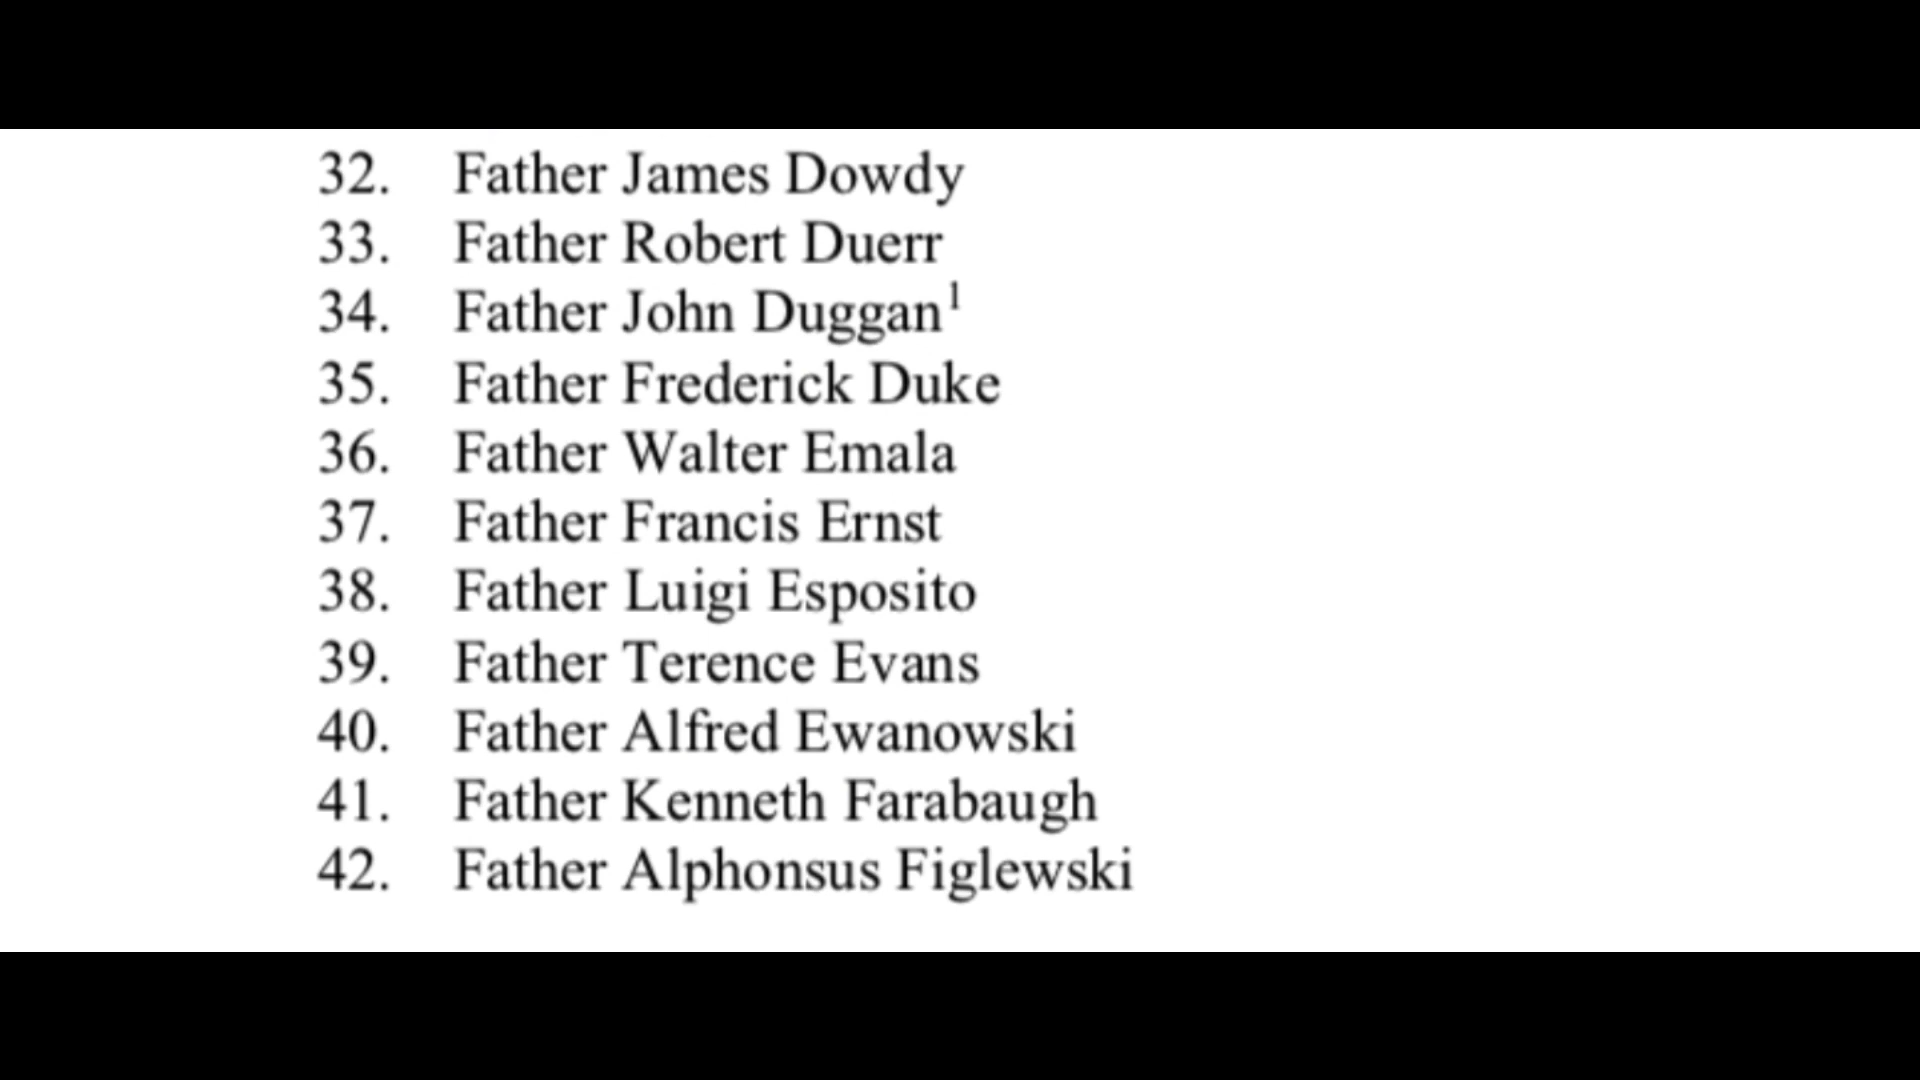 32. Father James Dowdy
33. Father Robert Duerr
34. Father John Duggan¹
35. Father Frederick Duke
36. Father Walter Emala
37. Father Francis Ernst
38. Father Luigi Esposito
39. Father Terence Evans
40. Father Alfred Ewanowski
41. Father Kenneth Farabaugh
42. Father Alphonsus Figlewski